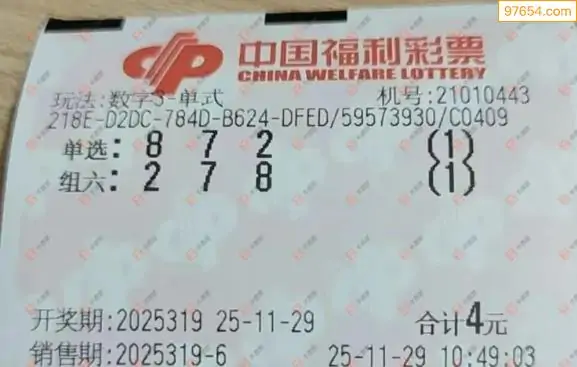 97654.com
中国福利彩票
CHINA WELFARE LOTTERY
玩法:数字3-单式 机号:21010443
218E-D2DC-784D-B624-DFED/59573930/C0409
单选: 8 7 2 (1)
组六: 2 7 8 (1)
开奖期:2025319 25-11-29 合计4元
销售期:2025319-6 25-11-29 10:49:03